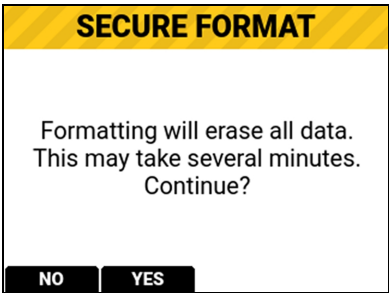 SECURE FORMAT
Formatting will erase all data.
This may take several minutes.
Continue?
NO YES